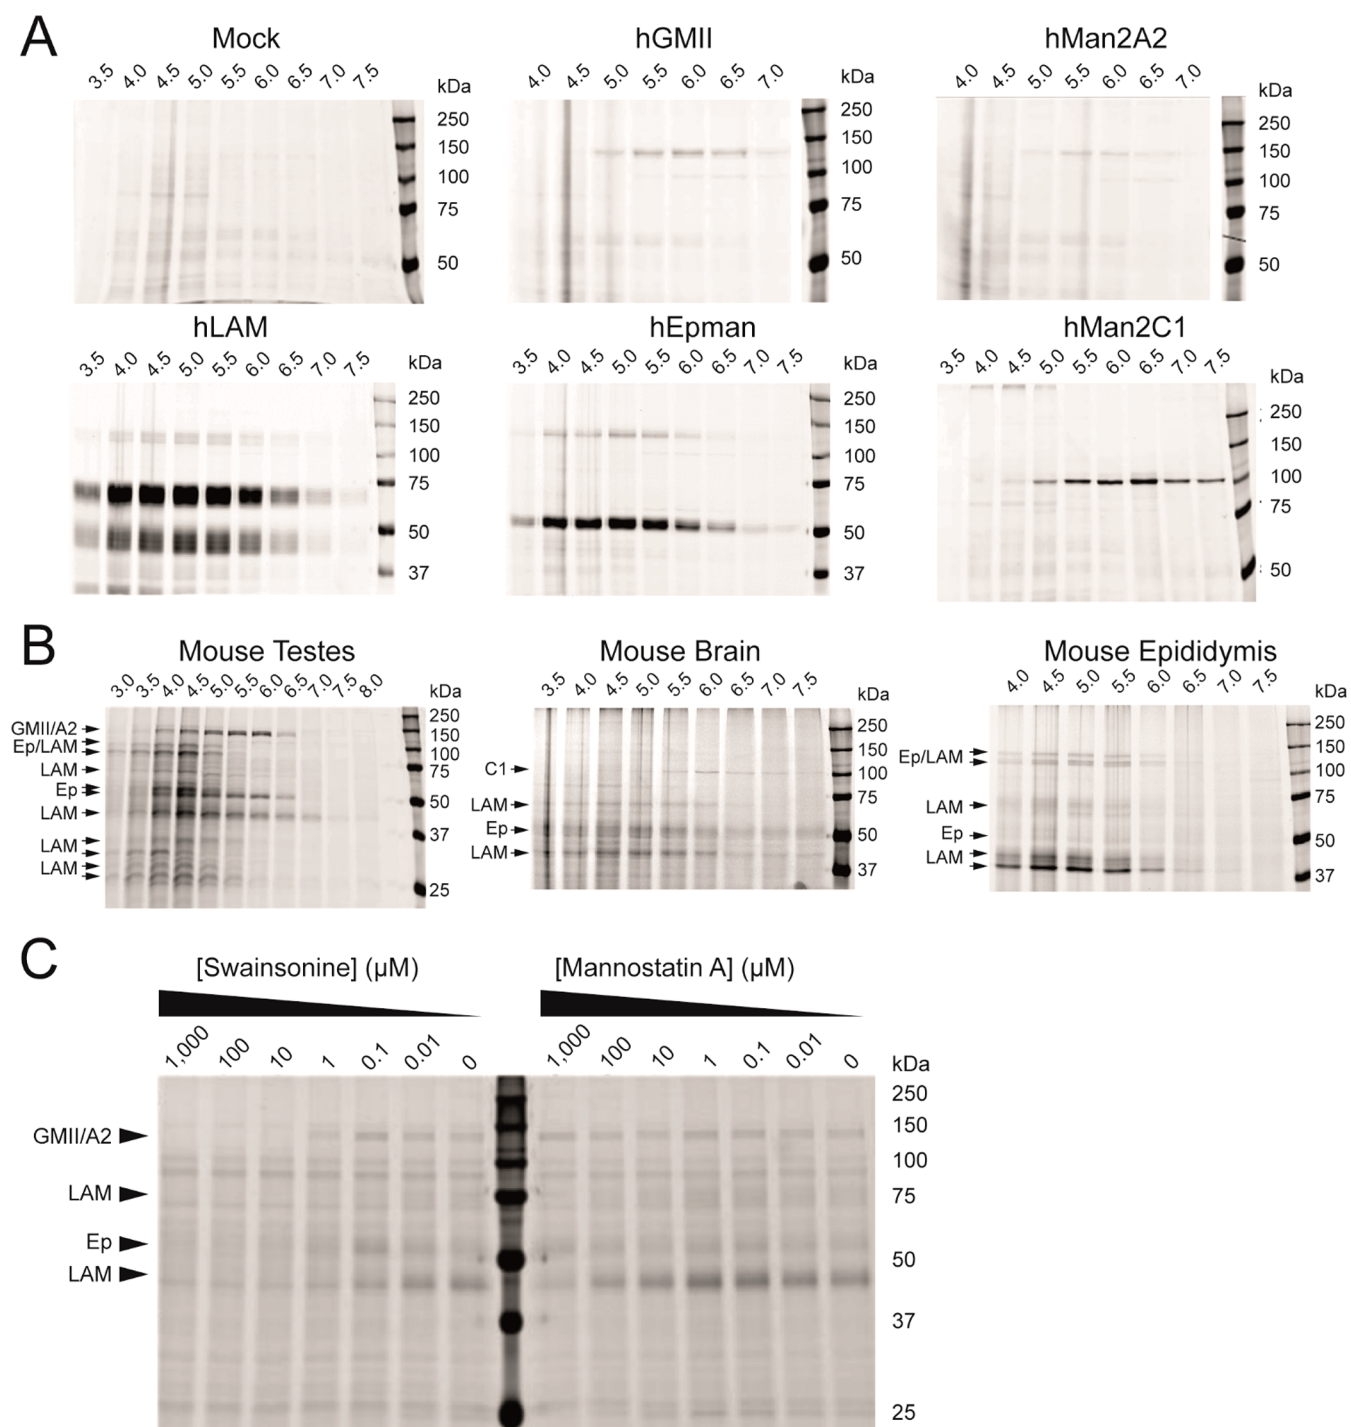 A
Mock
3.5 4.0 4.5 5.0 5.5 6.0 6.5 7.0 7.5
kDa
250
150
100
75
50
hGMII
4.0 4.5 5.0 5.5 6.0 6.5 7.0
kDa
250
150
100
75
50
hMan2A2
4.0 4.5 5.0 5.5 6.0 6.5 7.0
kDa
250
150
100
75
50
hLAM
3.5 4.0 4.5 5.0 5.5 6.0 6.5 7.0 7.5
kDa
250
150
100
75
50
37
hEpman
3.5 4.0 4.5 5.0 5.5 6.0 6.5 7.0 7.5
kDa
250
150
100
75
50
37
hMan2C1
3.5 4.0 4.5 5.0 5.5 6.0 6.5 7.0 7.5
kDa
250
150
100
75
50
B
Mouse Testes
3.0 3.5 4.0 4.5 5.0 5.5 6.0 6.5 7.0 7.5 8.0
kDa
GMII/A2
Ep/LAM
LAM
Ep
LAM
LAM
LAM
250
150
100
75
50
37
25
Mouse Brain
3.5 4.0 4.5 5.0 5.5 6.0 6.5 7.0 7.5
kDa
C1
LAM
Ep
LAM
250
150
100
75
50
37
Mouse Epididymis
4.0 4.5 5.0 5.5 6.0 6.5 7.0 7.5
kDa
Ep/LAM
LAM
Ep
LAM
250
150
100
75
50
37
C
[Swainsonine] (µM)
[Mannostatin A] (µM)
1,000 100 10 1 0.1 0.01 0
1,000 100 10 1 0.1 0.01 0
kDa
GMII/A2
LAM
Ep
LAM
250
150
100
75
50
37
25